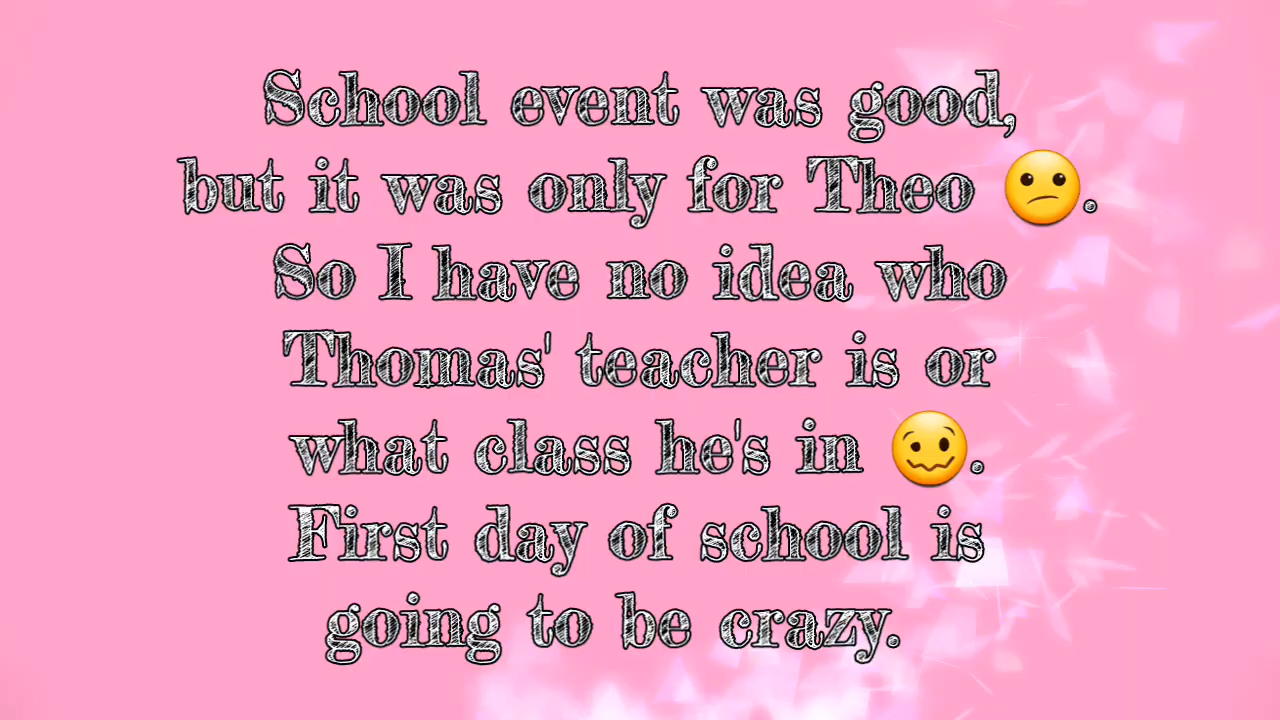 School event was good,
but it was only for Theo 😕.
So I have no idea who
Thomas' teacher is or
what class he's in 🥴.
First day of school is
going to be crazy.